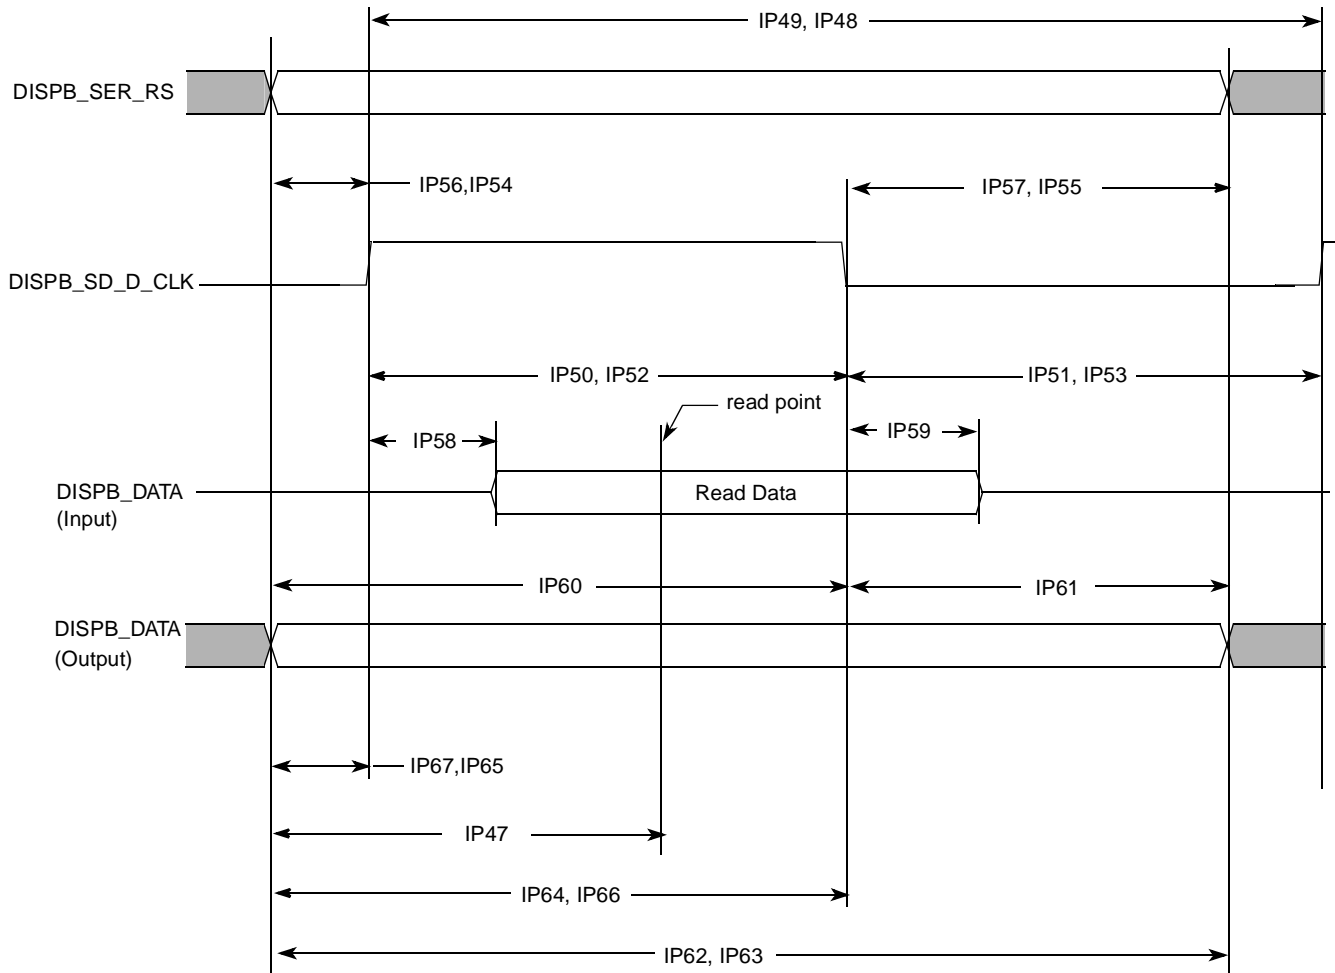 IP49, IP48
DISPB_SER_RS
IP56,IP54
IP57, IP55
DISPB_SD_D_CLK
IP50, IP52
IP51, IP53
read point
IP58
IP59
DISPB_DATA
(Input)
Read Data
IP60
IP61
DISPB_DATA
(Output)
IP67,IP65
IP47
IP64, IP66
IP62, IP63